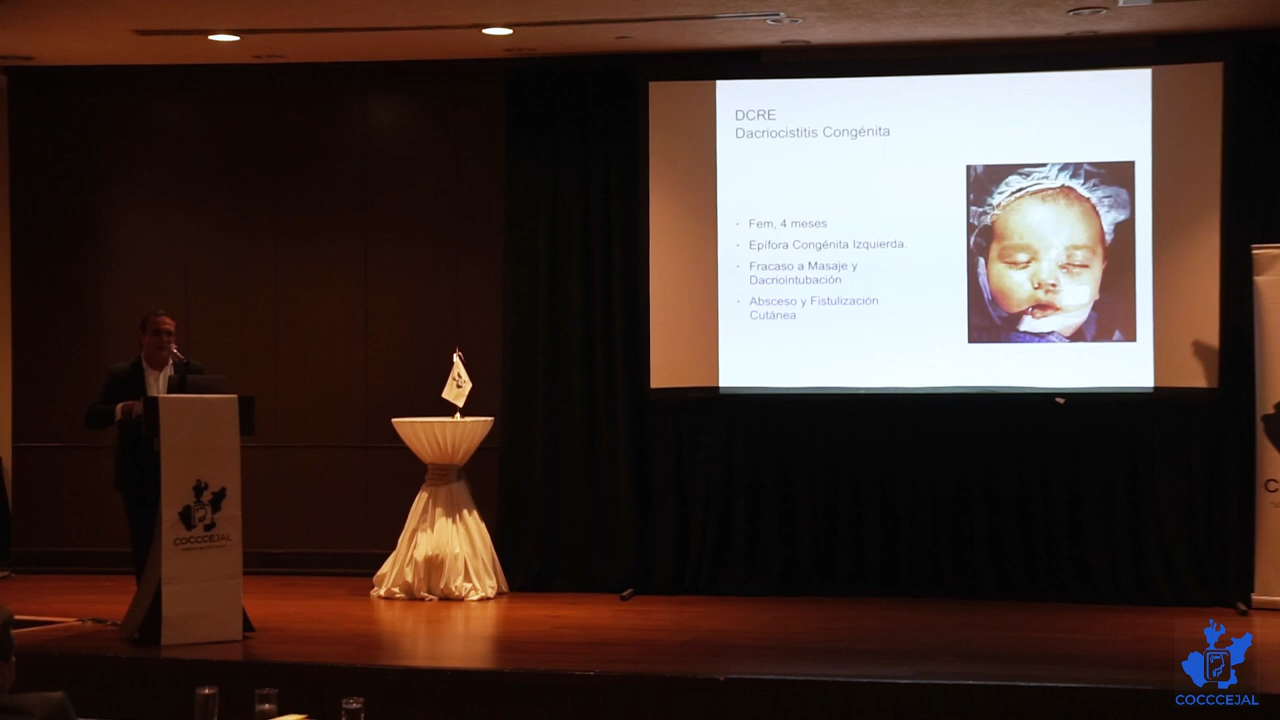 DCRE
Dacriocistitis Congénita
· Fem, 4 meses
· Epífora Congénita Izquierda.
· Fracaso a Masaje y
Dacriointubación
· Absceso y Fistulización
Cutánea
COCCCEJAL
COCCCEJAL